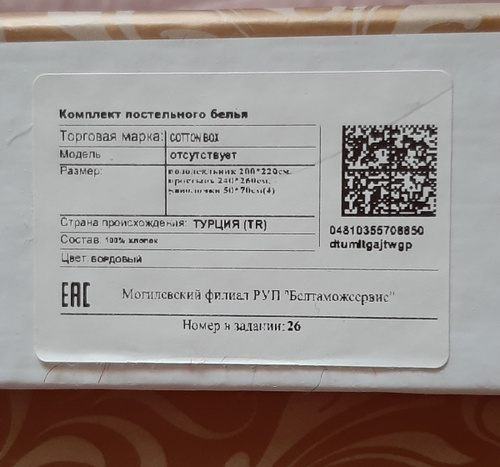 Комплект постельного белья
Торговая марка: COTTON BOX
Модель отсутствует
Размер: пододеяльник 200*220см,
простынь 240*260см,
наволочки 50*70см(4)
Страна происхождения: ТУРЦИЯ (TR)
Состав: 100% хлопок
Цвет: БОРДОВЫЙ
04810355708850
dtumltgajtwgp
EAC Могилевский филиал РУП "Белтаможсервис"
Номер в задании: 26